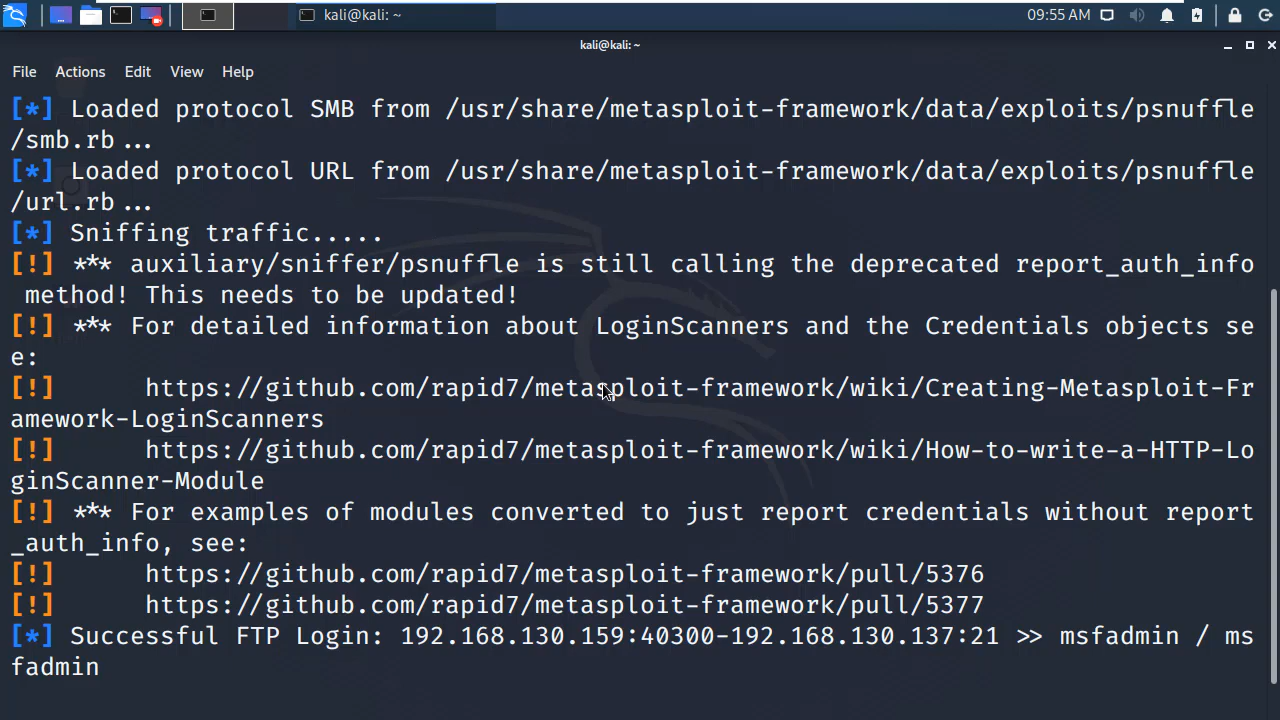 kali@kali: ~
09:55 AM
kali@kali: ~
File Actions Edit View Help
[*] Loaded protocol SMB from /usr/share/metasploit-framework/data/exploits/psnuffle
/smb.rb...
[*] Loaded protocol URL from /usr/share/metasploit-framework/data/exploits/psnuffle
/url.rb...
[*] Sniffing traffic.....
[!] *** auxiliary/sniffer/psnuffle is still calling the deprecated report_auth_info
method! This needs to be updated!
[!] *** For detailed information about LoginScanners and the Credentials objects se
e:
[!]      https://github.com/rapid7/metasploit-framework/wiki/Creating-Metasploit-Fr
amework-LoginScanners
[!]      https://github.com/rapid7/metasploit-framework/wiki/How-to-write-a-HTTP-Lo
ginScanner-Module
[!] *** For examples of modules converted to just report credentials without report
_auth_info, see:
[!]      https://github.com/rapid7/metasploit-framework/pull/5376
[!]      https://github.com/rapid7/metasploit-framework/pull/5377
[*] Successful FTP Login: 192.168.130.159:40300-192.168.130.137:21 >> msfadmin / ms
fadmin